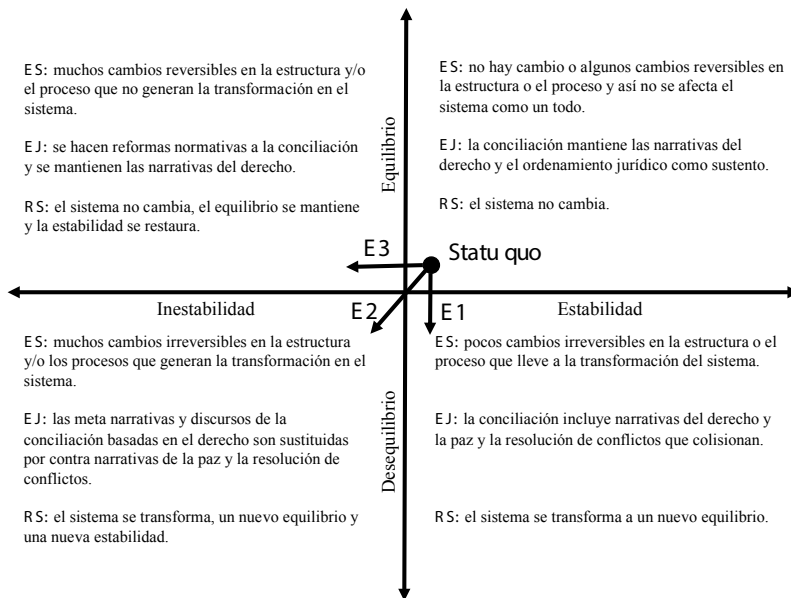 ES: muchos cambios reversibles en la estructura y/o
el proceso que no generan la transformación en el
sistema.
EJ: se hacen reformas normativas a la conciliación
y se mantienen las narrativas del derecho.
RS: el sistema no cambia, el equilibrio se mantiene
y la estabilidad se restaura.
Equilibrio
ES: no hay cambio o algunos cambios reversibles en
la estructura o el proceso y así no se afecta el
sistema como un todo.
EJ: la conciliación mantiene las narrativas del
derecho y el ordenamiento jurídico como sustento.
RS: el sistema no cambia.
E3
Statu quo
Inestabilidad
E2
E1
Estabilidad
ES: muchos cambios irreversibles en la estructura
y/o los procesos que generan la transformación en el
sistema.
EJ: las meta narrativas y discursos de la
conciliación basadas en el derecho son sustituidas
por contra narrativas de la paz y la resolución de
conflictos.
RS: el sistema se transforma, un nuevo equilibrio y
una nueva estabilidad.
Desequilibrio
ES: pocos cambios irreversibles en la estructura o el
proceso que lleve a la transformación del sistema.
EJ: la conciliación incluye narrativas del derecho y
la paz y la resolución de conflictos que colisionan.
RS: el sistema se transforma a un nuevo equilibrio.